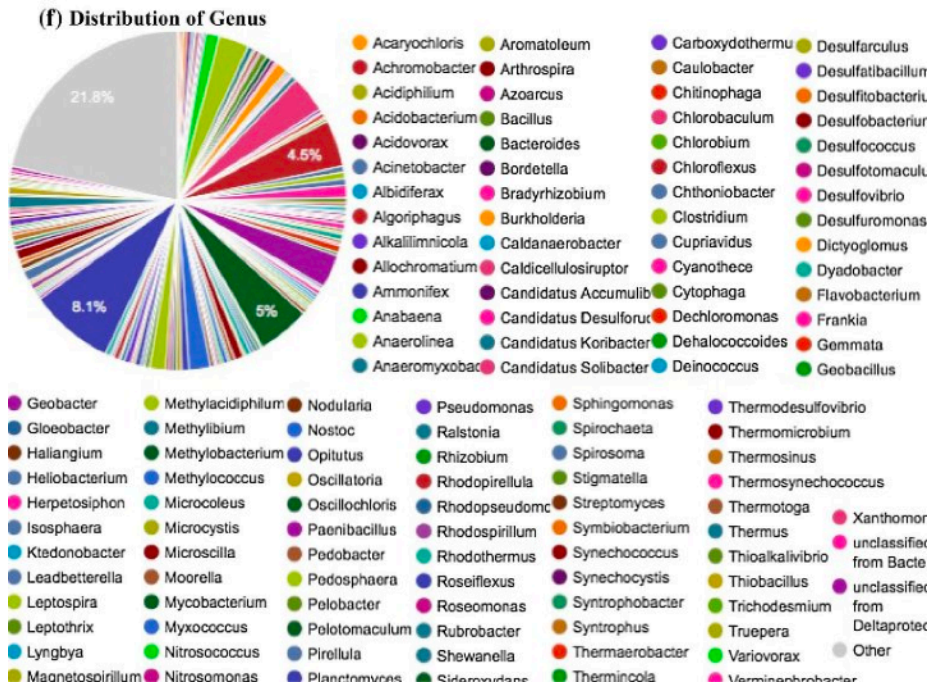 (f) Distribution of Genus
21.8%
4.5%
8.1%
5%
Acaryochloris
Achromobacter
Acidiphilium
Acidobacterium
Acidovorax
Acinetobacter
Albidiferax
Algoriphagus
Alkalilimnicola
Allochromatium
Ammonifex
Anabaena
Anaerolinea
Anaeromyxobac
Aromatoleum
Arthrospira
Azoarcus
Bacillus
Bacteroides
Bordetella
Bradyrhizobium
Burkholderia
Caldanaerobacter
Caldicellulosiruptor
Candidatus Accumulib
Candidatus Desulforud
Candidatus Koribacter
Candidatus Solibacter
Carboxydothermu
Caulobacter
Chitinophaga
Chlorobaculum
Chlorobium
Chloroflexus
Chthoniobacter
Clostridium
Cupriavidus
Cyanothece
Cytophaga
Dechloromonas
Dehalococcoides
Deinococcus
Desulfarculus
Desulfatibacillum
Desulfitobacteriu
Desulfobacterium
Desulfococcus
Desulfotomaculu
Desulfovibrio
Desulfuromonas
Dictyoglomus
Dyadobacter
Flavobacterium
Frankia
Gemmata
Geobacillus
Geobacter
Gloeobacter
Haliangium
Heliobacterium
Herpetosiphon
Isosphaera
Ktedonobacter
Leadbetterella
Leptospira
Leptothrix
Lyngbya
Magnetospirillum
Methylacidiphilum
Methylibium
Methylobacterium
Methylococcus
Microcoleus
Microcystis
Microscilla
Moorella
Mycobacterium
Myxococcus
Nitrosococcus
Nitrosomonas
Nodularia
Nostoc
Opitutus
Oscillatoria
Oscillochloris
Paenibacillus
Pedobacter
Pedosphaera
Pelobacter
Pelotomaculum
Pirellula
Planctomyces
Pseudomonas
Ralstonia
Rhizobium
Rhodopirellula
Rhodopseudomo
Rhodospirillum
Rhodothermus
Roseiflexus
Roseomonas
Rubrobacter
Shewanella
Sideroxydans
Sphingomonas
Spirochaeta
Spirosoma
Stigmatella
Streptomyces
Symbiobacterium
Synechococcus
Synechocystis
Syntrophobacter
Syntrophus
Thermaerobacter
Thermincola
Thermodesulfovibrio
Thermomicrobium
Thermosinus
Thermosynechococcus
Thermotoga
Thermus
Thioalkalivibrio
Thiobacillus
Trichodesmium
Truepera
Variovorax
Verminephrobacter
Xanthomon
unclassified
from Bacte
unclassified
from
Deltaprotec
Other